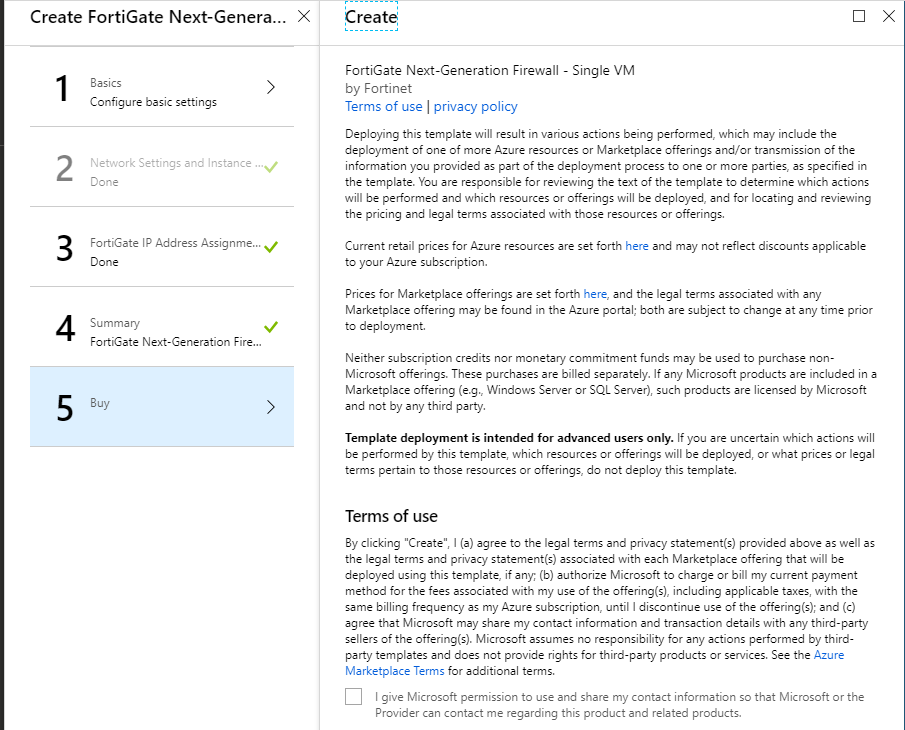 Create FortiGate Next-Genera...
1
Basics
Configure basic settings
2
Network Settings and Instance ...
Done
3
FortiGate IP Address Assignme...
Done
4
Summary
FortiGate Next-Generation Fire...
5
Buy
Create
FortiGate Next-Generation Firewall - Single VM
by Fortinet
Terms of use | privacy policy
Deploying this template will result in various actions being performed, which may include the
deployment of one or more Azure resources or Marketplace offerings and/or transmission of the
information you provided as part of the deployment process to one or more parties, as specified in
the template. You are responsible for reviewing the text of the template to determine which actions
will be performed and which resources or offerings will be deployed, and for locating and reviewing
the pricing and legal terms associated with those resources or offerings.
Current retail prices for Azure resources are set forth here and may not reflect discounts applicable
to your Azure subscription.
Prices for Marketplace offerings are set forth here, and the legal terms associated with any
Marketplace offering may be found in the Azure portal; both are subject to change at any time prior
to deployment.
Neither subscription credits nor monetary commitment funds may be used to purchase non-
Microsoft offerings. These purchases are billed separately. If any Microsoft products are included in a
Marketplace offering (e.g., Windows Server or SQL Server), such products are licensed by Microsoft
and not by any third party.
Template deployment is intended for advanced users only. If you are uncertain which actions will
be performed by this template, which resources or offerings will be deployed, or what prices or legal
terms pertain to those resources or offerings, do not deploy this template.
Terms of use
By clicking "Create", I (a) agree to the legal terms and privacy statement(s) provided above as well as
the legal terms and privacy statement(s) associated with each Marketplace offering that will be
deployed using this template, if any; (b) authorize Microsoft to charge or bill my current payment
method for the fees associated with my use of the offering(s), including applicable taxes, with the
same billing frequency as my Azure subscription, until I discontinue use of the offering(s); and (c)
agree that Microsoft may share my contact information and transaction details with any third-party
sellers of the offering(s). Microsoft assumes no responsibility for any actions performed by third-
party templates and does not provide rights for third-party products or services. See the Azure
Marketplace Terms for additional terms.
I give Microsoft permission to use and share my contact information so that Microsoft or the
Provider can contact me regarding this product and related products.